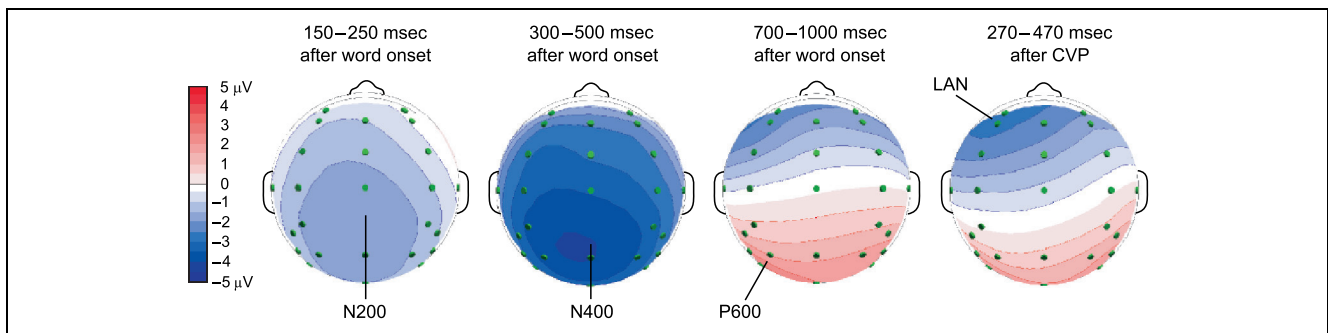 150–250 msec
after word onset
300–500 msec
after word onset
700–1000 msec
after word onset
270–470 msec
after CVP
5 μV
4
3
2
1
0
−1
−2
−3
−4
−5 μV
LAN
N200
N400
P600